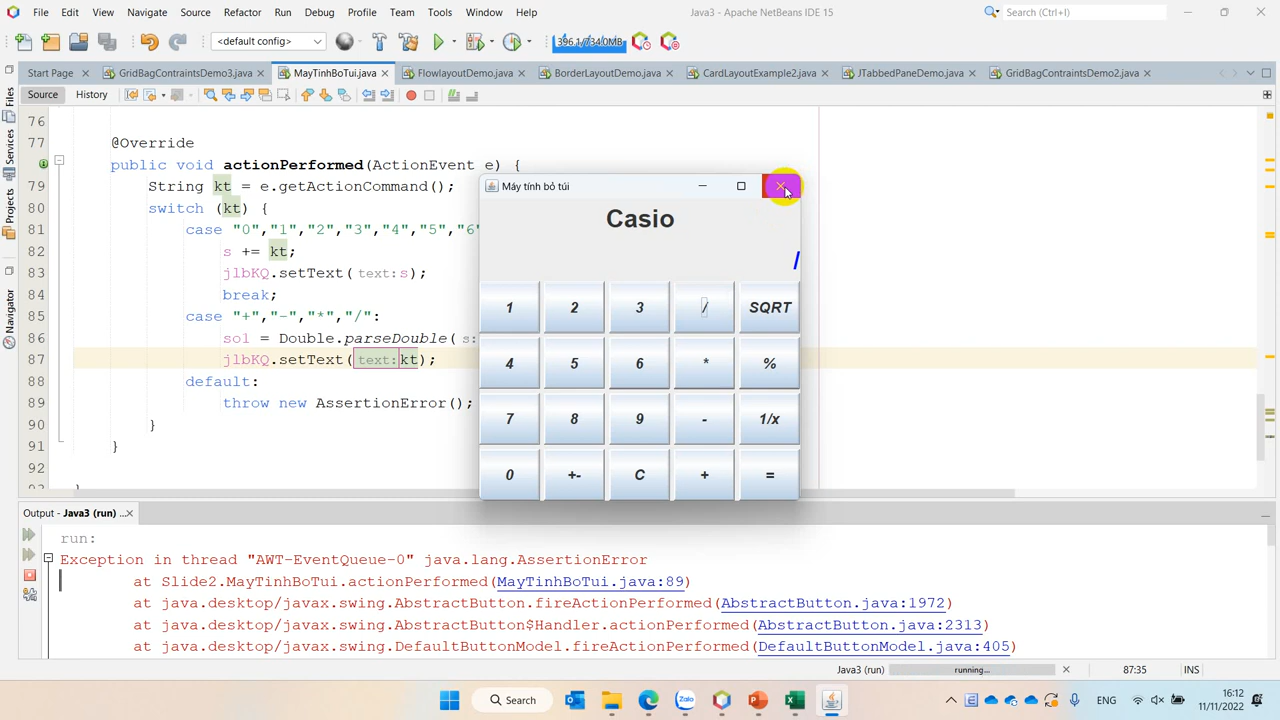 File Edit View Navigate Source Refactor Run Debug Profile Team Tools Window Help Java3 - Apache NetBeans IDE 15 Search (Ctrl+I)
<default config> 396.1/734.0MB
Start Page GridBagContraintsDemo3.java MayTinhBoTui.java FlowlayoutDemo.java BorderLayoutDemo.java CardLayoutExample2.java JTabbedPaneDemo.java GridBagContraintsDemo2.java
Source History
Files
Services
Projects
Navigator
76
77 @Override
public void actionPerformed(ActionEvent e) {
79 String kt = e.getActionCommand();
80 switch (kt) {
81 case "0","1","2","3","4","5","6"
82 s += kt;
83 jlbKQ.setText(text:s);
84 break;
85 case "+","-","*","/":
86 so1 = Double.parseDouble(s:
87 jlbKQ.setText(text:kt);
88 default:
89 throw new AssertionError();
90 }
91 }
92
Máy tính bỏ túi
Casio
/
1 2 3 / SQRT
4 5 6 * %
7 8 9 - 1/x
0 +- C + =
Output - Java3 (run) ...
run:
Exception in thread "AWT-EventQueue-0" java.lang.AssertionError
at Slide2.MayTinhBoTui.actionPerformed(MayTinhBoTui.java:89)
at java.desktop/javax.swing.AbstractButton.fireActionPerformed(AbstractButton.java:1972)
at java.desktop/javax.swing.AbstractButton$Handler.actionPerformed(AbstractButton.java:2313)
at java.desktop/javax.swing.DefaultButtonModel.fireActionPerformed(DefaultButtonModel.java:405)
Java3 (run) running... 87:35 INS
Search Zalo ENG 16:12
11/11/2022